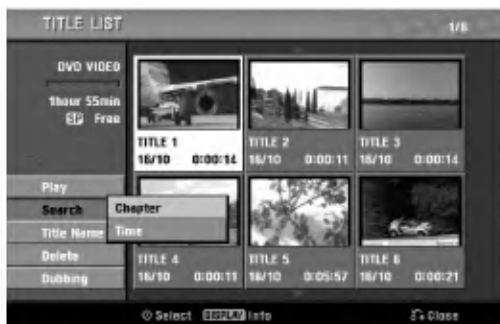 TITLE LIST
1/6
DVD VIDEO
1hour 55min
SP Free
TITLE 1
16/10 0:00:14
TITLE 2
16/10 0:00:11
TITLE 3
16/10 0:00:14
Play
Search
Title Name
Delete
Dubbing
Chapter
Time
TITLE 4
16/10 0:00:11
TITLE 5
16/10 0:05:57
TITLE 6
16/10 0:00:21
Select DISPLAY Info
Close